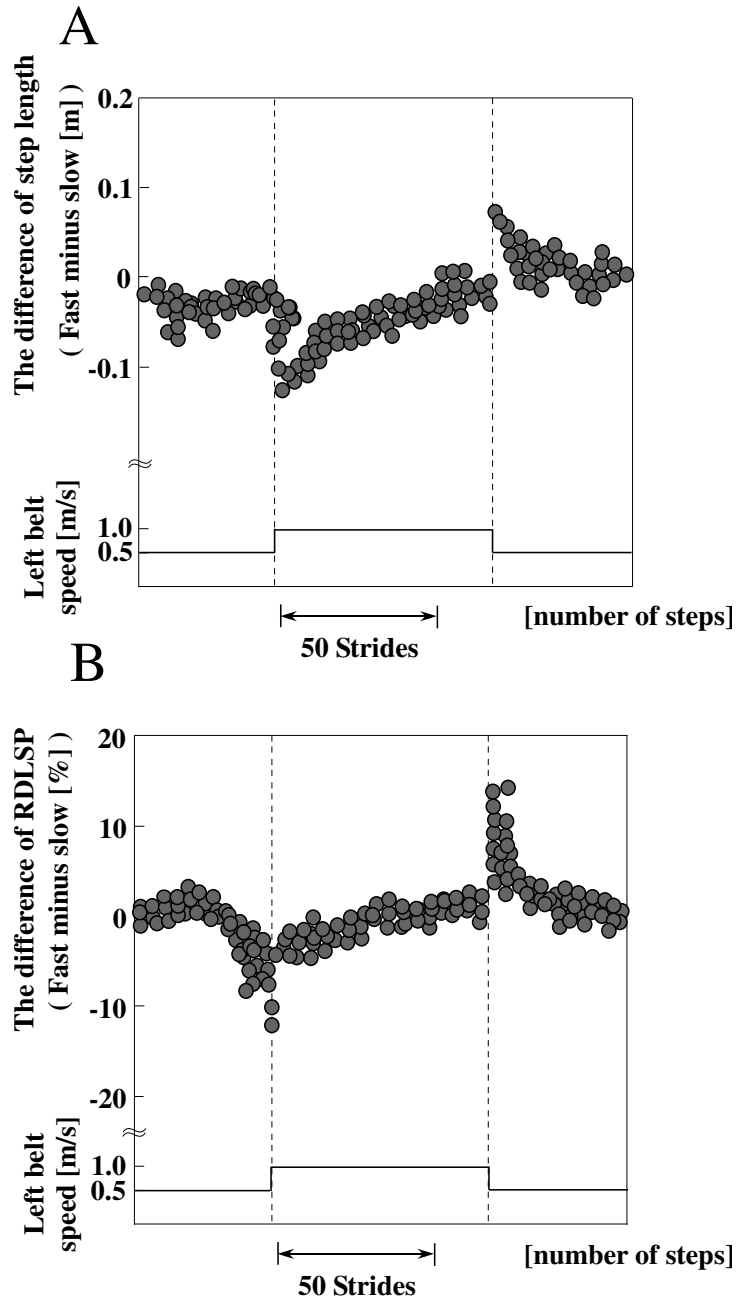 A
The difference of step length
( Fast minus slow [m] )
0.2
0.1
0
-0.1
Left belt
speed [m/s]
1.0
0.5
[number of steps]
50 Strides
B
The difference of RDLSP
( Fast minus slow [%] )
20
10
0
-10
-20
Left belt
speed [m/s]
1.0
0.5
[number of steps]
50 Strides